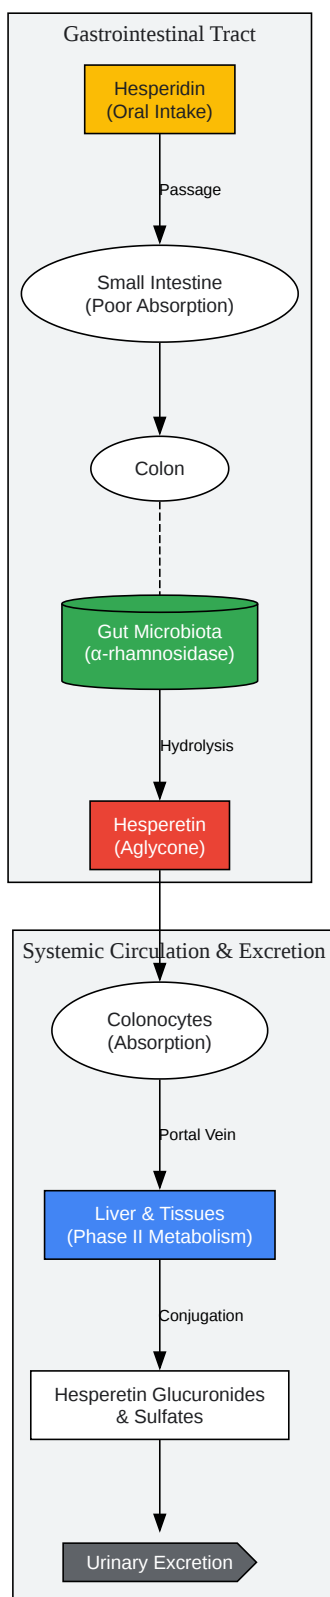 Gastrointestinal Tract
Hesperidin
(Oral Intake)
Passage
Small Intestine
(Poor Absorption)
Colon
Gut Microbiota
(α-rhamnosidase)
Hydrolysis
Hesperetin
(Aglycone)
Systemic Circulation & Excretion
Colonocytes
(Absorption)
Portal Vein
Liver & Tissues
(Phase II Metabolism)
Conjugation
Hesperetin Glucuronides
& Sulfates
Urinary Excretion